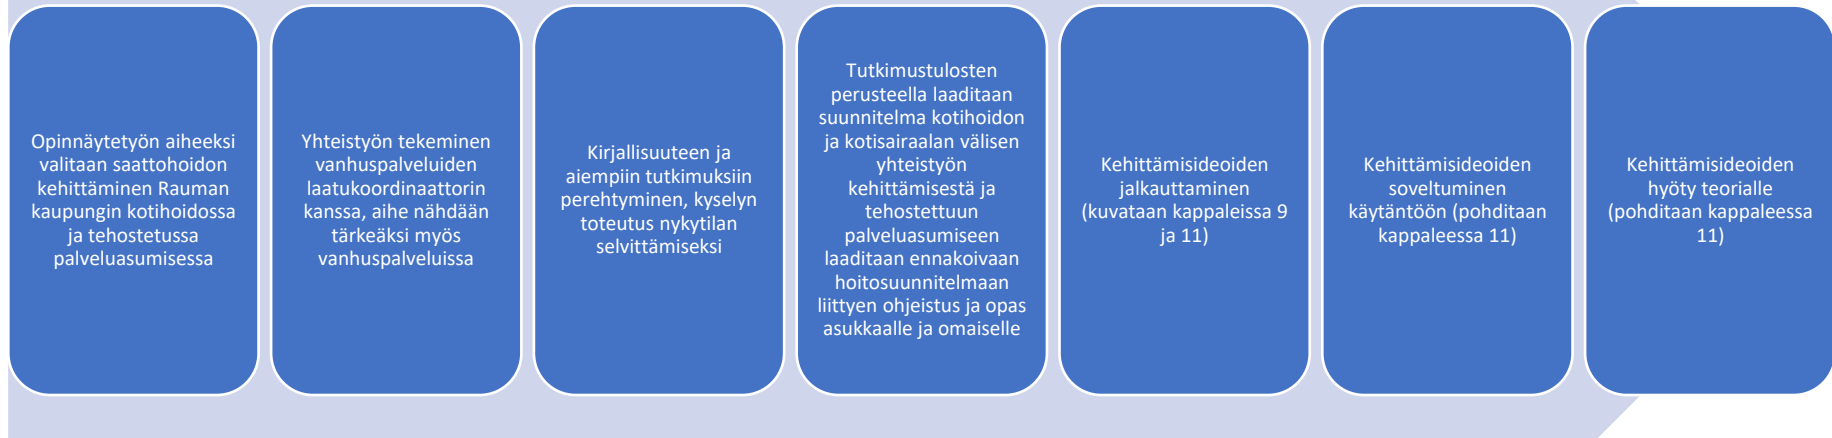 Opinnäytetyön aiheeksi
valitaan saattohoidon
kehittäminen Rauman
kaupungin kotihoidossa
ja tehostetussa
palveluasumisessa
Yhteistyön tekeminen
vanhuspalveluiden
laatukoordinaattorin
kanssa, aihe nähdään
tärkeäksi myös
vanhuspalveluissa
Kirjallisuuteen ja
aiempiin tutkimuksiin
perehtyminen, kyselyn
toteutus nykytilan
selvittämiseksi
Tutkimustulosten
perusteella laaditaan
suunnitelma kotihoidon
ja kotisairaalan välisen
yhteistyön
kehittämisestä ja
tehostettuun
palveluasumiseen
laaditaan ennakoivaan
hoitosuunnitelmaan
liittyen ohjeistus ja opas
asukkaalle ja omaiselle
Kehittämisideoiden
jalkauttaminen
(kuvataan kappaleissa 9
ja 11)
Kehittämisideoiden
soveltuminen
käytäntöön (pohditaan
kappaleessa 11)
Kehittämisideoiden
hyöty teorialle
(pohditaan kappaleessa
11)